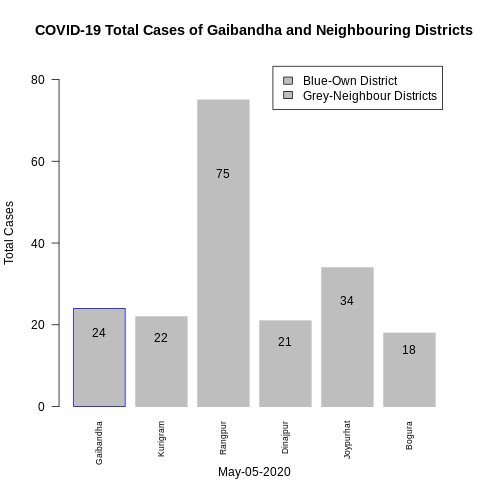 COVID-19 Total Cases of Gaibandha and Neighbouring Districts
Blue-Own District
Grey-Neighbour Districts
Total Cases
80
60
40
20
0
24
22
75
21
34
18
Gaibandha
Kurigram
Rangpur
Dinajpur
Joypurhat
Bogura
May-05-2020